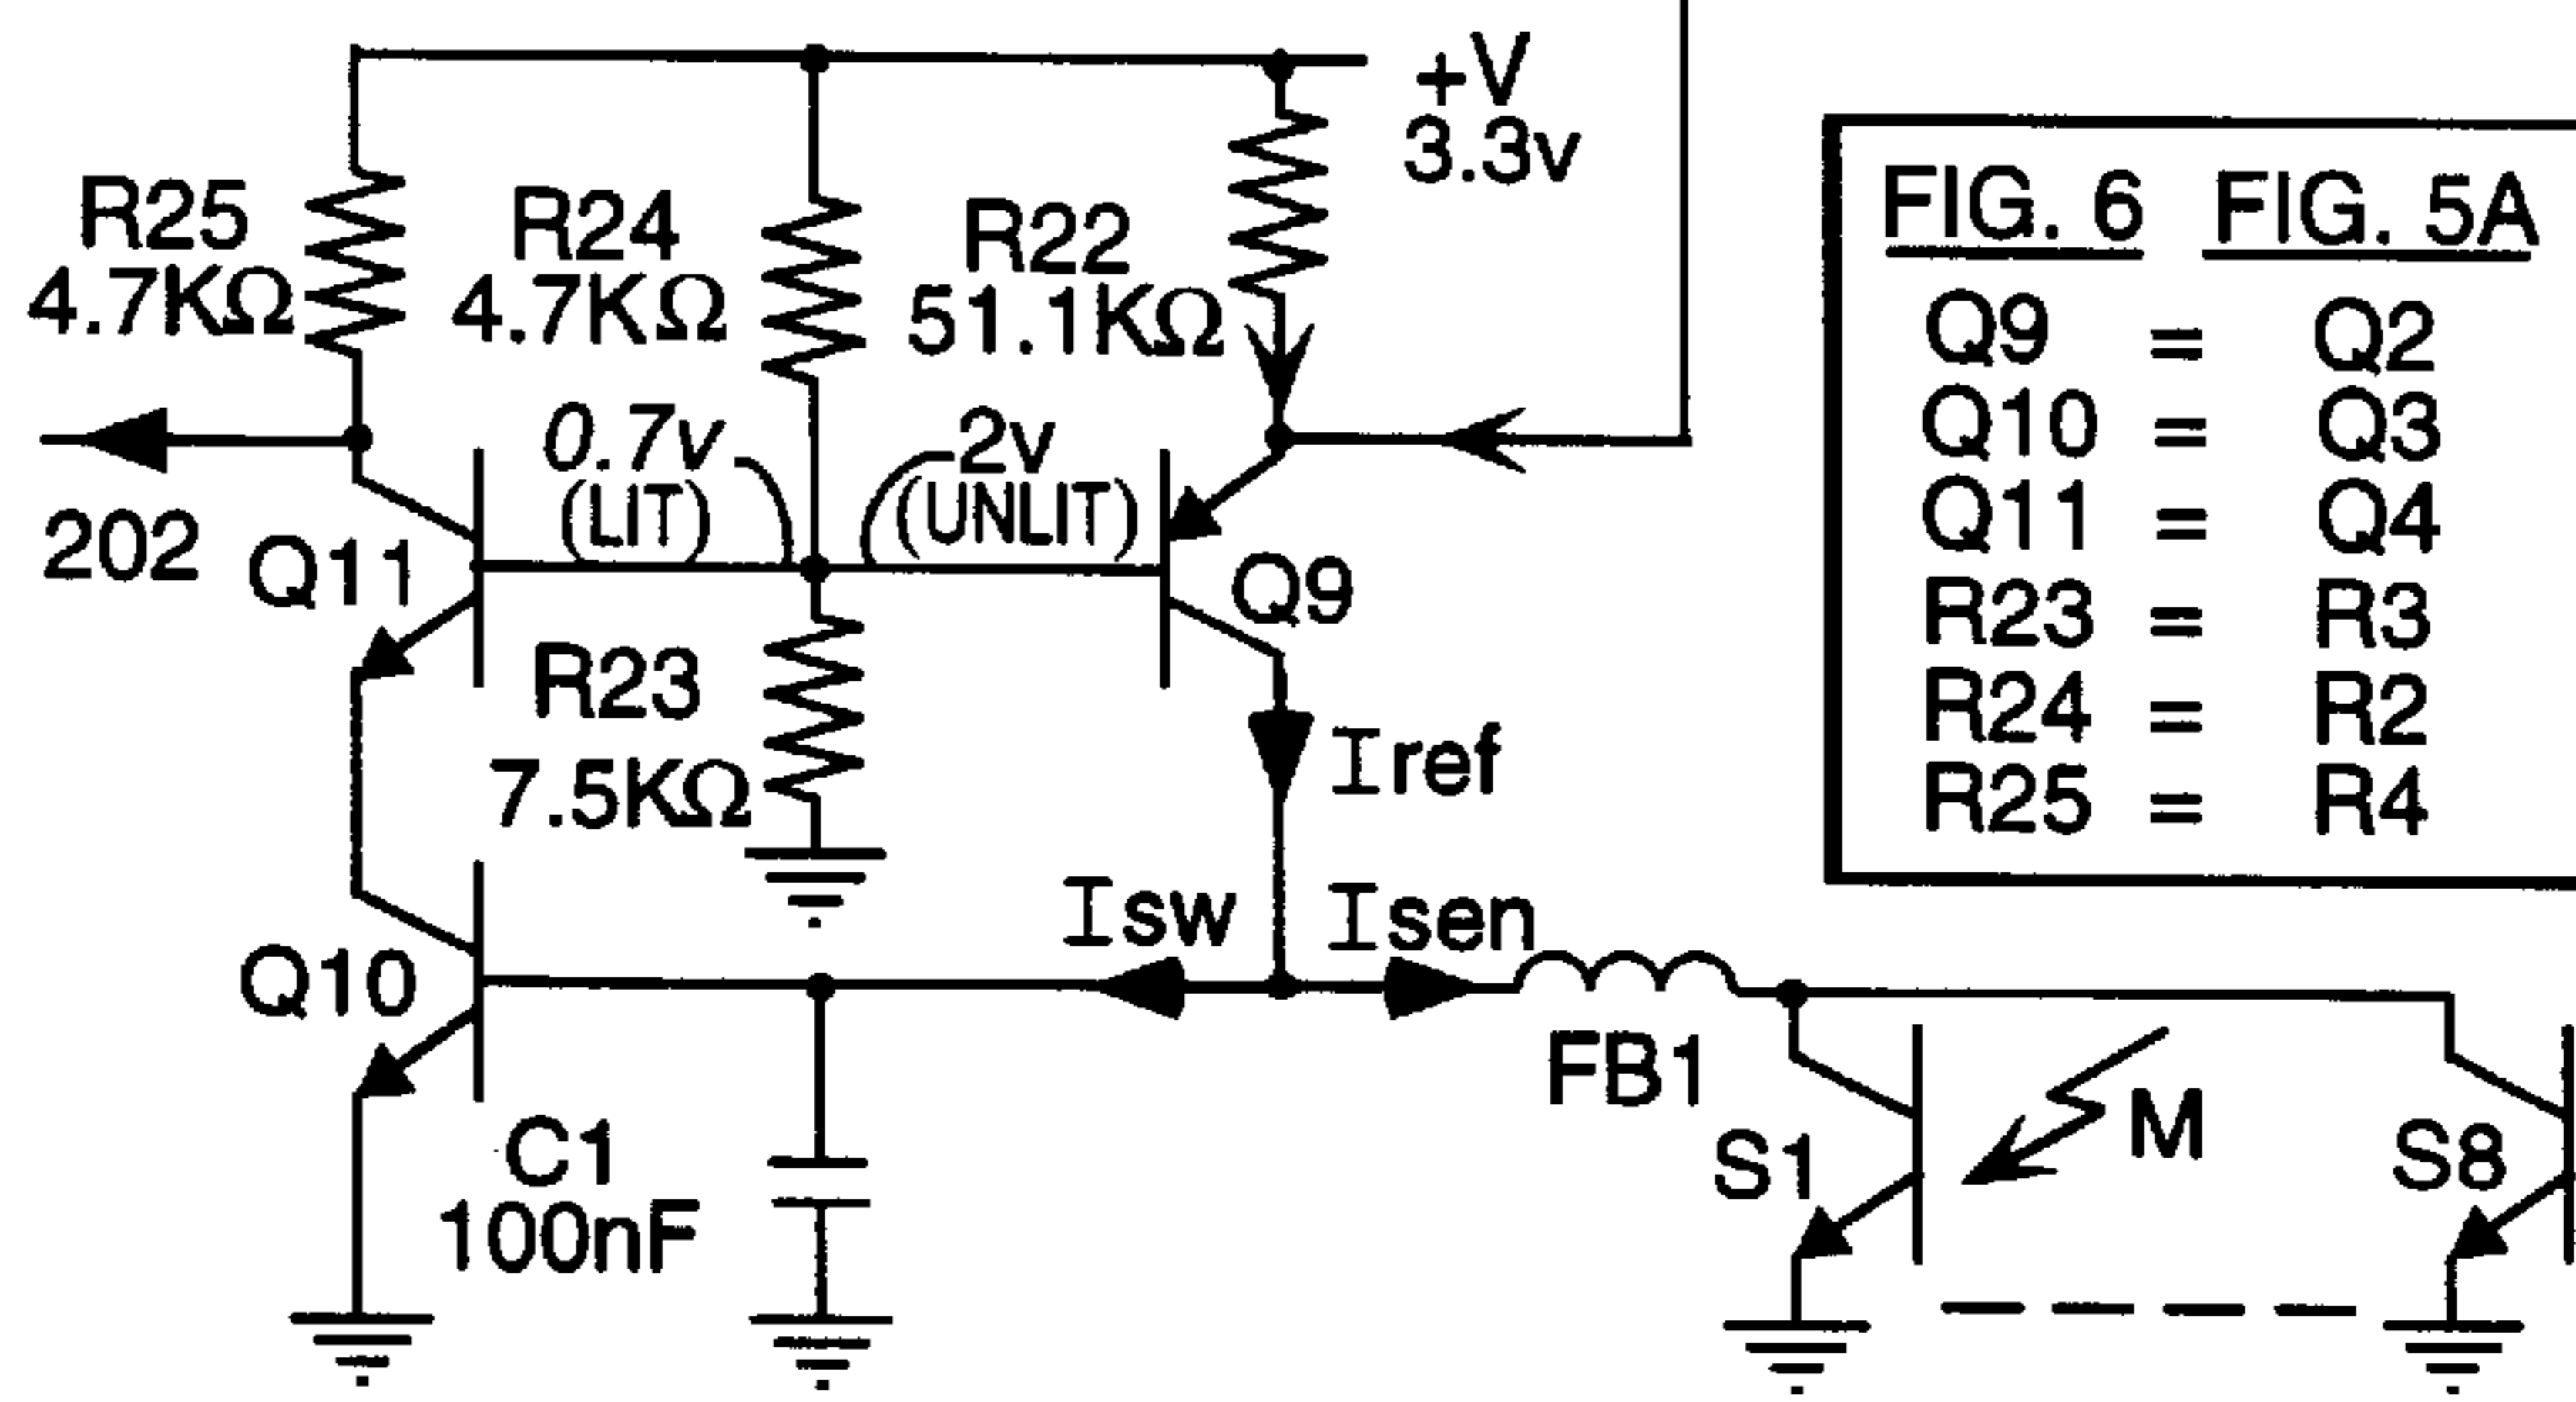 +V
3.3v
R25
4.7KΩ
R24
4.7KΩ
R22
51.1KΩ
0.7v
(LIT)
2v
(UNLIT)
202
Q11
Q9
R23
7.5KΩ
Iref
Isw
Isen
Q10
C1
100nF
FB1
S1
M
S8
FIG. 6 FIG. 5A
Q9 = Q2
Q10 = Q3
Q11 = Q4
R23 = R3
R24 = R2
R25 = R4